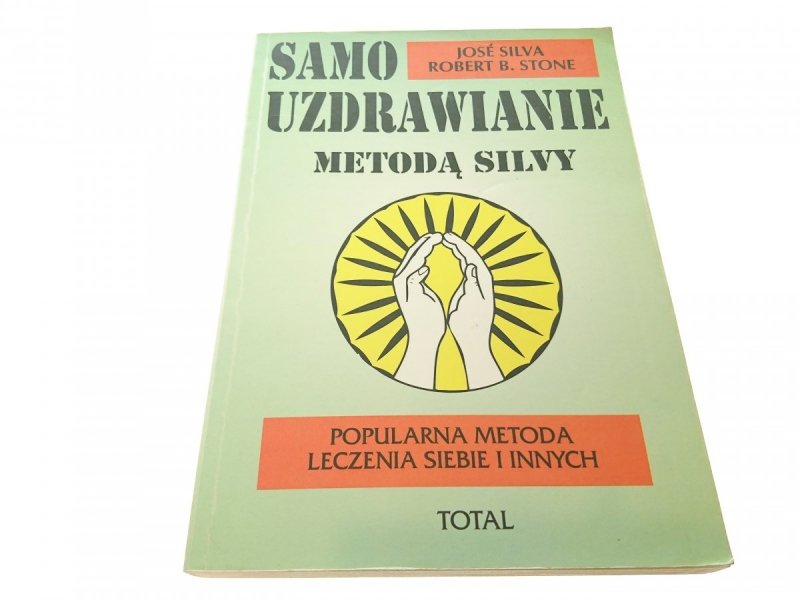 SAMO
JOSÉ SILVA
ROBERT B. STONE
UZDRAWIANIE
METODĄ SILVY
POPULARNA METODA
LECZENIA SIEBIE I INNYCH
TOTAL